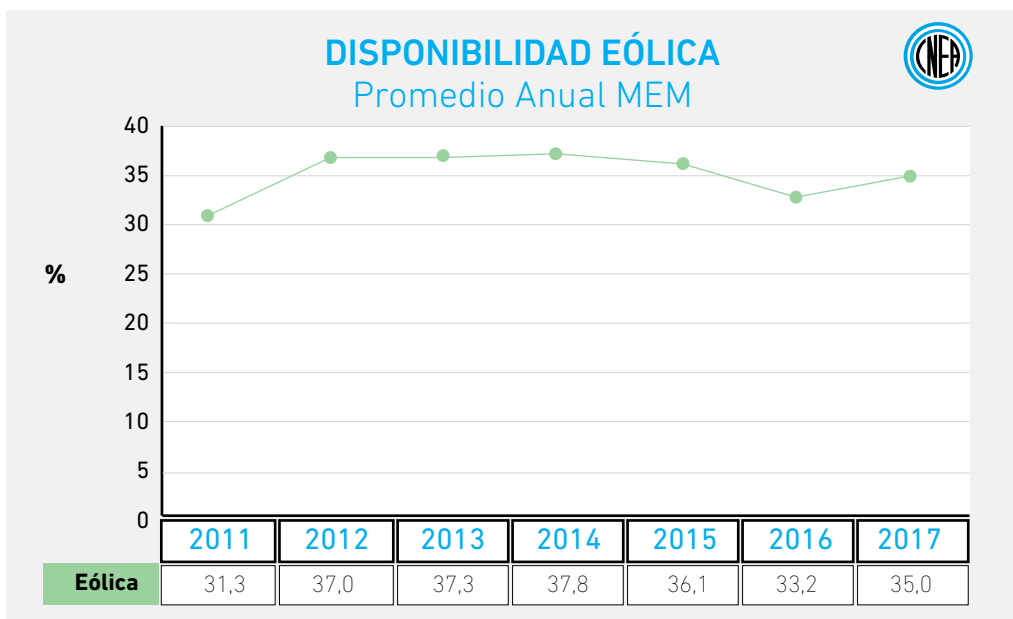 DISPONIBILIDAD EÓLICA
Promedio Anual MEM
CNEA
40
35
30
%
25
20
15
10
5
0
2011 2012 2013 2014 2015 2016 2017
Eólica 31,3 37,0 37,3 37,8 36,1 33,2 35,0